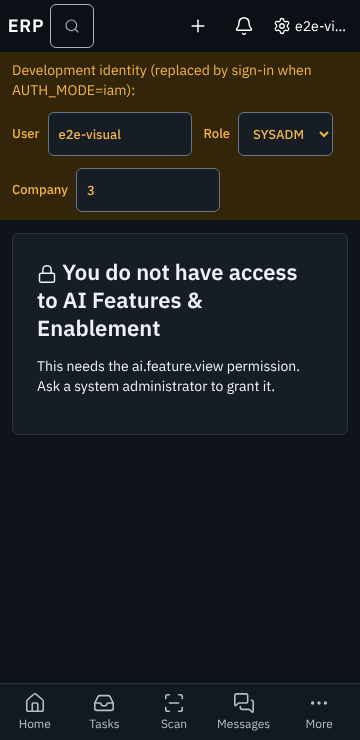 ERP
e2e-vi...
Development identity (replaced by sign-in when
AUTH_MODE=iam):
User e2e-visual Role SYSADM
Company 3
You do not have access
to AI Features &
Enablement
This needs the ai.feature.view permission.
Ask a system administrator to grant it.
Home Tasks Scan Messages More